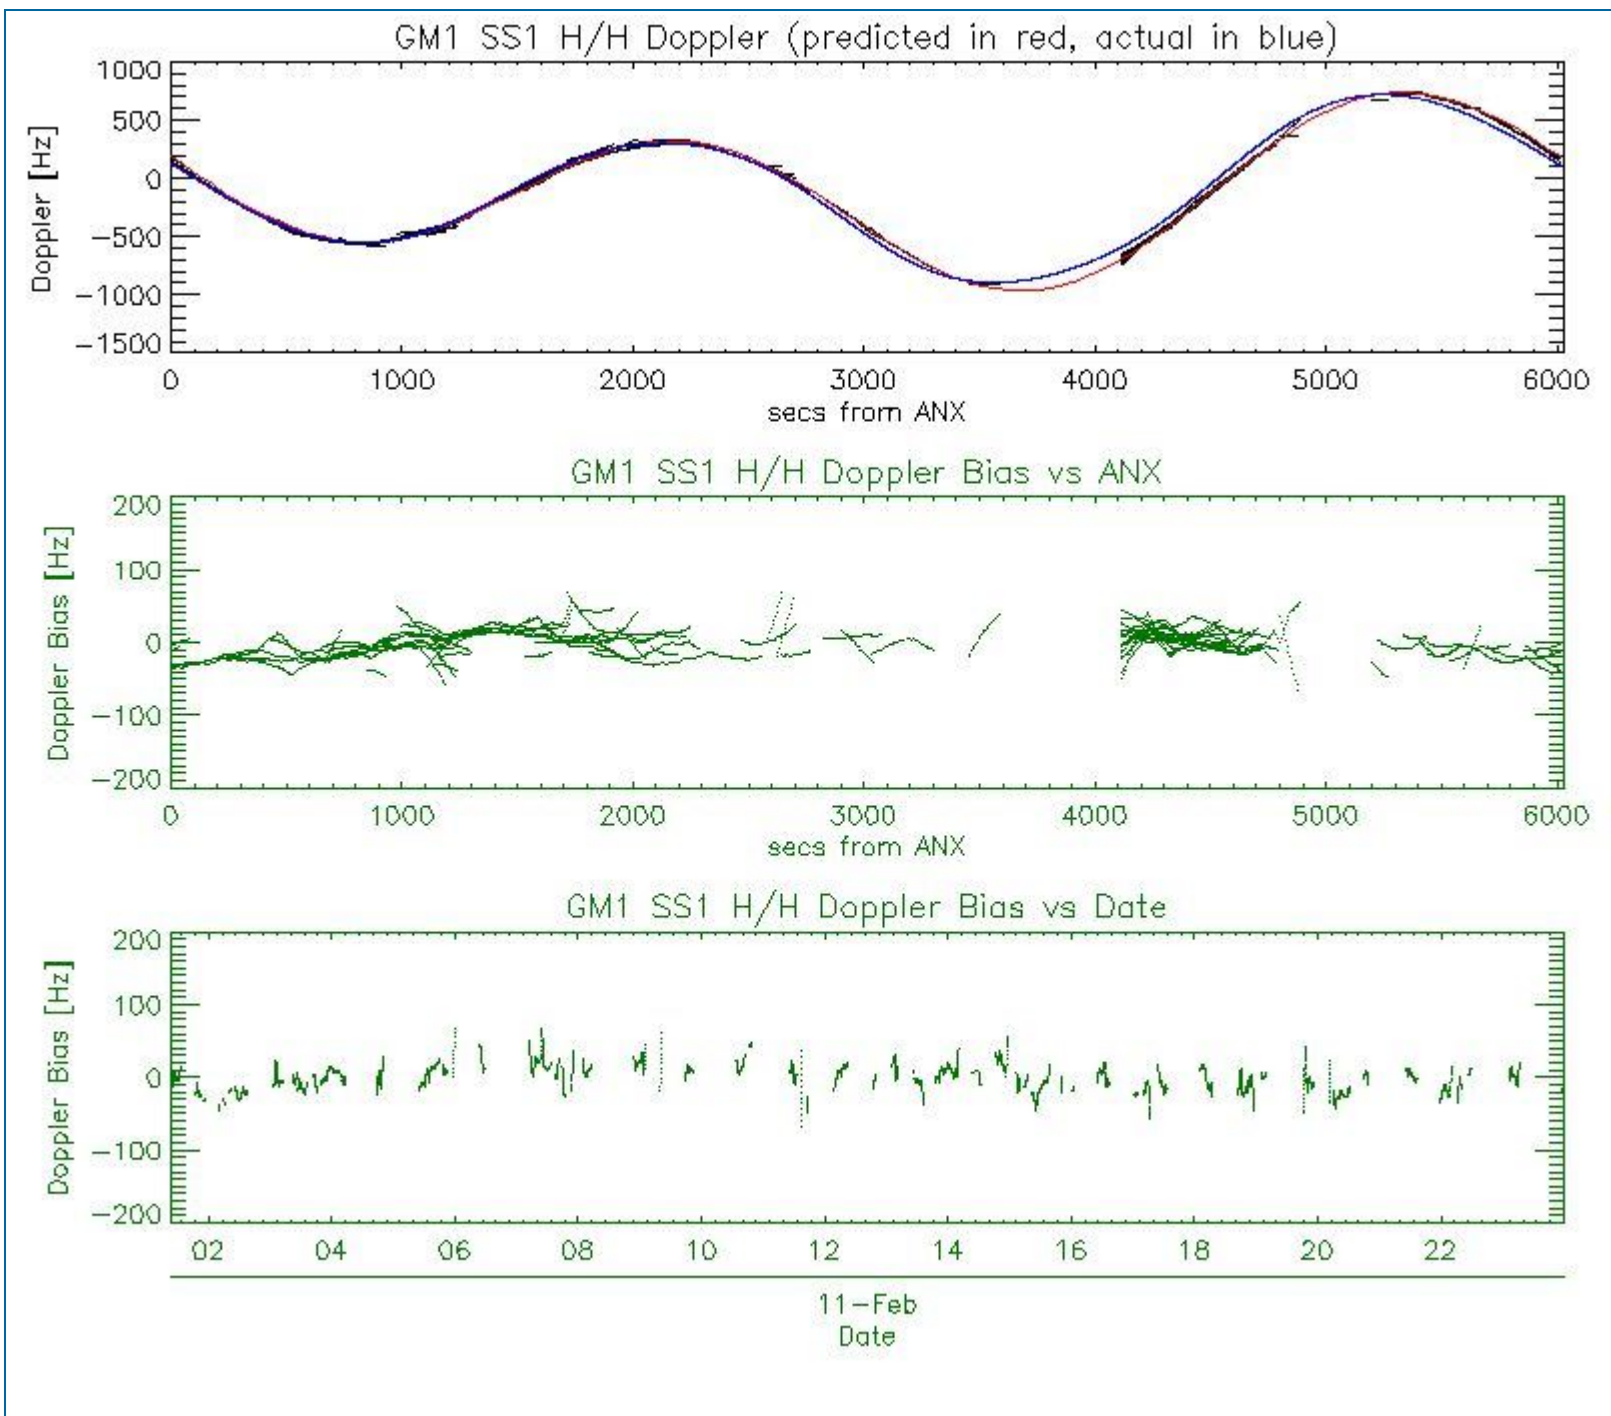 GM1 SS1 H/H Doppler (predicted in red, actual in blue)
Doppler [Hz]
1000
500
0
-500
-1000
-1500
0 1000 2000 3000 4000 5000 6000
secs from ANX
GM1 SS1 H/H Doppler Bias vs ANX
Doppler Bias [Hz]
200
100
0
-100
-200
0 1000 2000 3000 4000 5000 6000
secs from ANX
GM1 SS1 H/H Doppler Bias vs Date
Doppler Bias [Hz]
200
100
0
-100
-200
02 04 06 08 10 12 14 16 18 20 22
11-Feb
Date